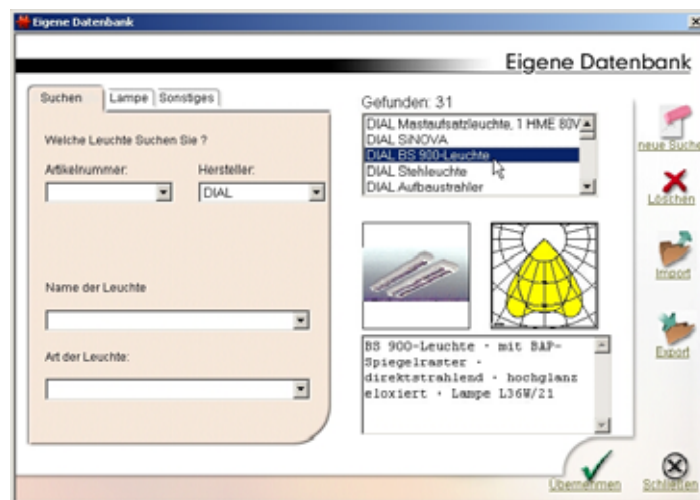 Eigene Datenbank
Eigene Datenbank
Suchen
Lampe
Sonstiges
Welche Leuchte Suchen Sie ?
Artikelnummer:
Hersteller:
DIAL
Name der Leuchte
Art der Leuchte:
Gefunden: 31
DIAL Mastaufsatzleuchte, 1 HME 80W
DIAL SiNOVA
DIAL BS 900-Leuchte
DIAL Stehleuchte
DIAL Aufbaustrahler
BS 900-Leuchte · mit BAP-
Spiegelraster ·
direktstrahlend · hochglanz
eloxiert · Lampe L36W/21
neue Suche
Löschen
Import
Export
Übernehmen
Schließen